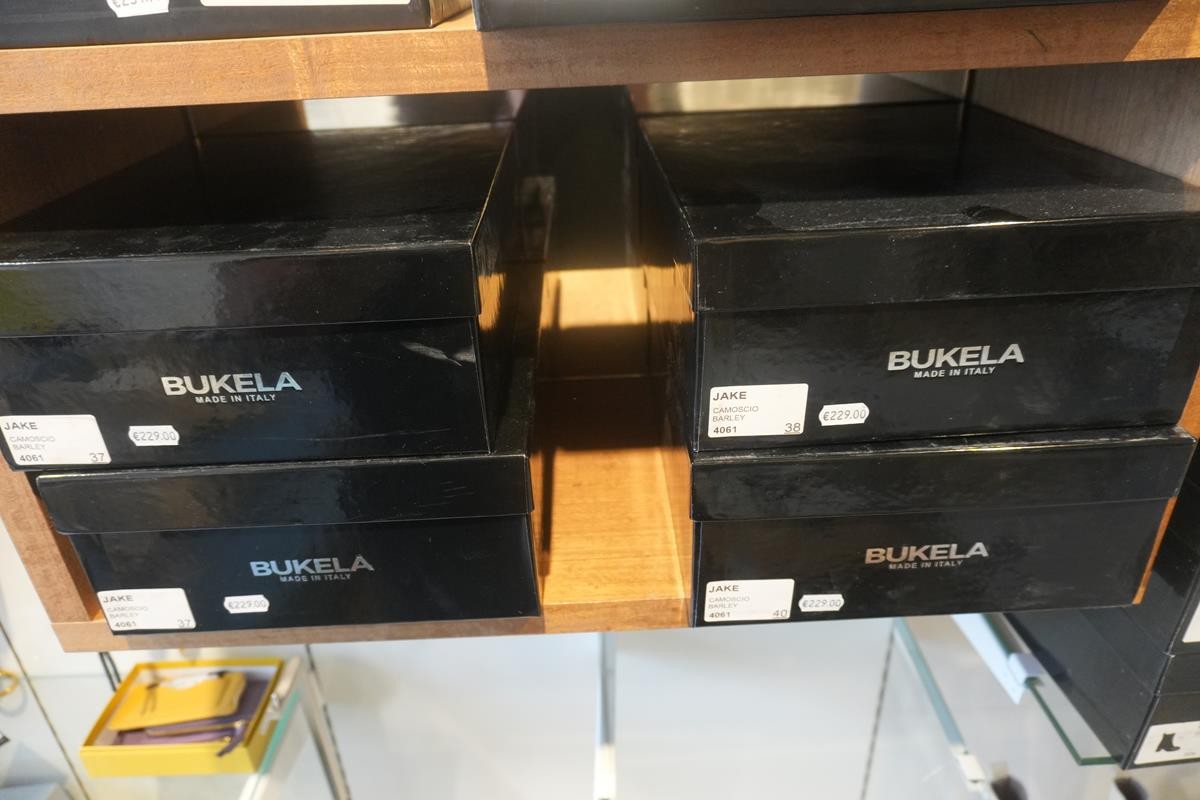 BUKELA
MADE IN ITALY
JAKE
CAMOSCIO
BARLEY
4061 37
€229.00
BUKELA
MADE IN ITALY
JAKE
CAMOSCIO
BARLEY
4061 38
€229.00
BUKELA
MADE IN ITALY
JAKE
CAMOSCIO
BARLEY
4061 37
€229.00
BUKELA
MADE IN ITALY
JAKE
CAMOSCIO
BARLEY
4061 40
€229.00